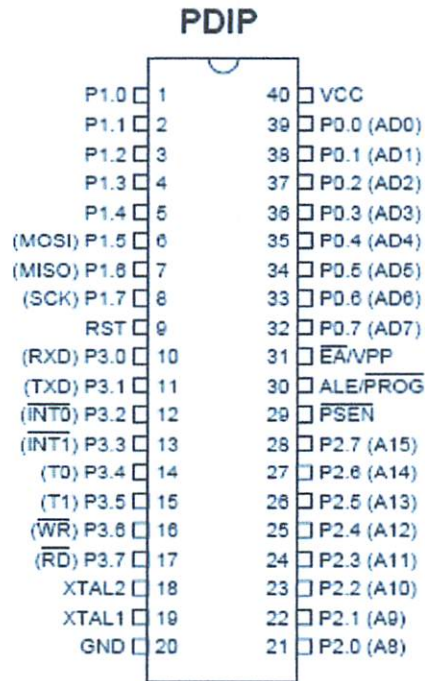 PDIP
P1.0 1 40 VCC
P1.1 2 39 P0.0 (AD0)
P1.2 3 38 P0.1 (AD1)
P1.3 4 37 P0.2 (AD2)
P1.4 5 36 P0.3 (AD3)
(MOSI) P1.5 6 35 P0.4 (AD4)
(MISO) P1.6 7 34 P0.5 (AD5)
(SCK) P1.7 8 33 P0.6 (AD6)
RST 9 32 P0.7 (AD7)
(RXD) P3.0 10 31 E̅A̅/VPP
(TXD) P3.1 11 30 ALE/P̅R̅O̅G̅
(I̅N̅T̅0̅) P3.2 12 29 P̅S̅E̅N̅
(I̅N̅T̅1̅) P3.3 13 28 P2.7 (A15)
(T0) P3.4 14 27 P2.6 (A14)
(T1) P3.5 15 26 P2.5 (A13)
(W̅R̅) P3.6 16 25 P2.4 (A12)
(R̅D̅) P3.7 17 24 P2.3 (A11)
XTAL2 18 23 P2.2 (A10)
XTAL1 19 22 P2.1 (A9)
GND 20 21 P2.0 (A8)